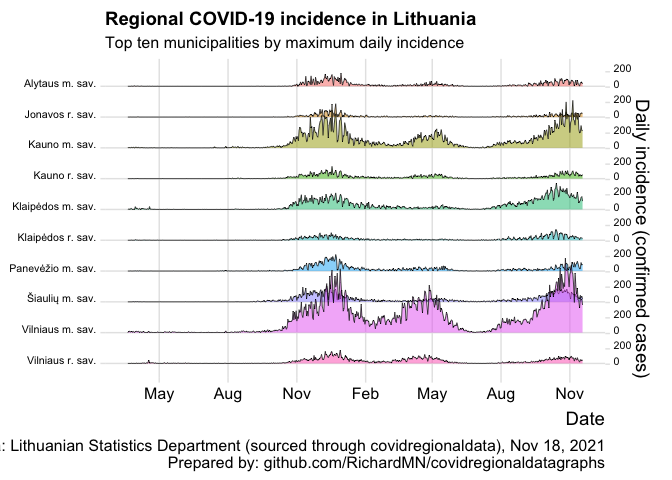 Regional COVID-19 incidence in Lithuania
Top ten municipalities by maximum daily incidence
Alytaus m. sav.
200
0
Jonavos r. sav.
200
0
Kauno m. sav.
200
0
Kauno r. sav.
200
0
Klaipėdos m. sav.
200
0
Klaipėdos r. sav.
200
0
Panevėžio m. sav.
200
0
Šiaulių m. sav.
200
0
Vilniaus m. sav.
200
0
Vilniaus r. sav.
200
0
Daily incidence (confirmed cases)
May Aug Nov Feb May Aug Nov
Date
: Lithuanian Statistics Department (sourced through covidregionaldata), Nov 18, 2021
Prepared by: github.com/RichardMN/covidregionaldatagraphs